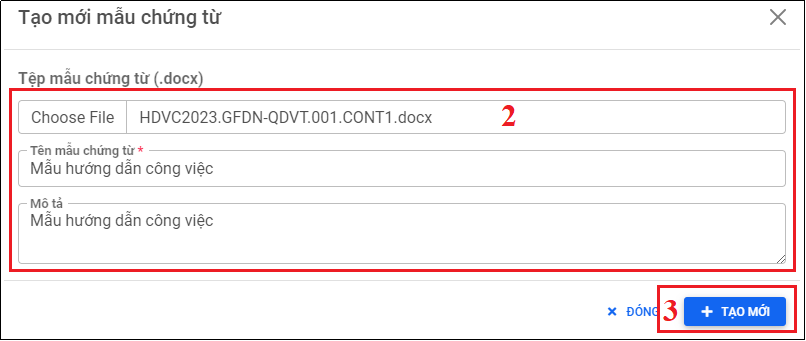 Tạo mới mẫu chứng từ
Tệp mẫu chứng từ (.docx)
Choose File HDVC2023.GFDN-QDVT.001.CONT1.docx 2
Tên mẫu chứng từ *
Mẫu hướng dẫn công việc
Mô tả
Mẫu hướng dẫn công việc
× ĐÓNG 3 + TẠO MỚI